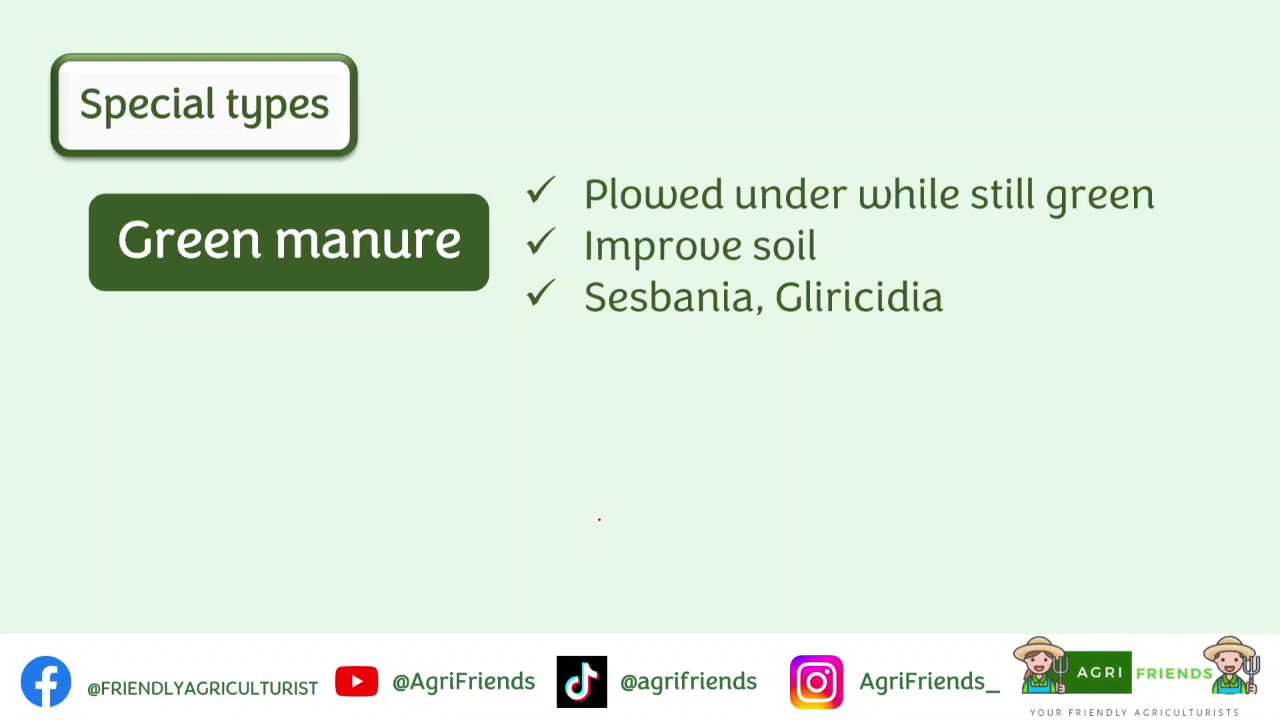 Special types
Green manure
✓ Plowed under while still green
✓ Improve soil
✓ Sesbania, Gliricidia
@FRIENDLYAGRICULTURIST
@AgriFriends
@agrifriends
AgriFriends_
AGRI FRIENDS
YOUR FRIENDLY AGRICULTURISTS